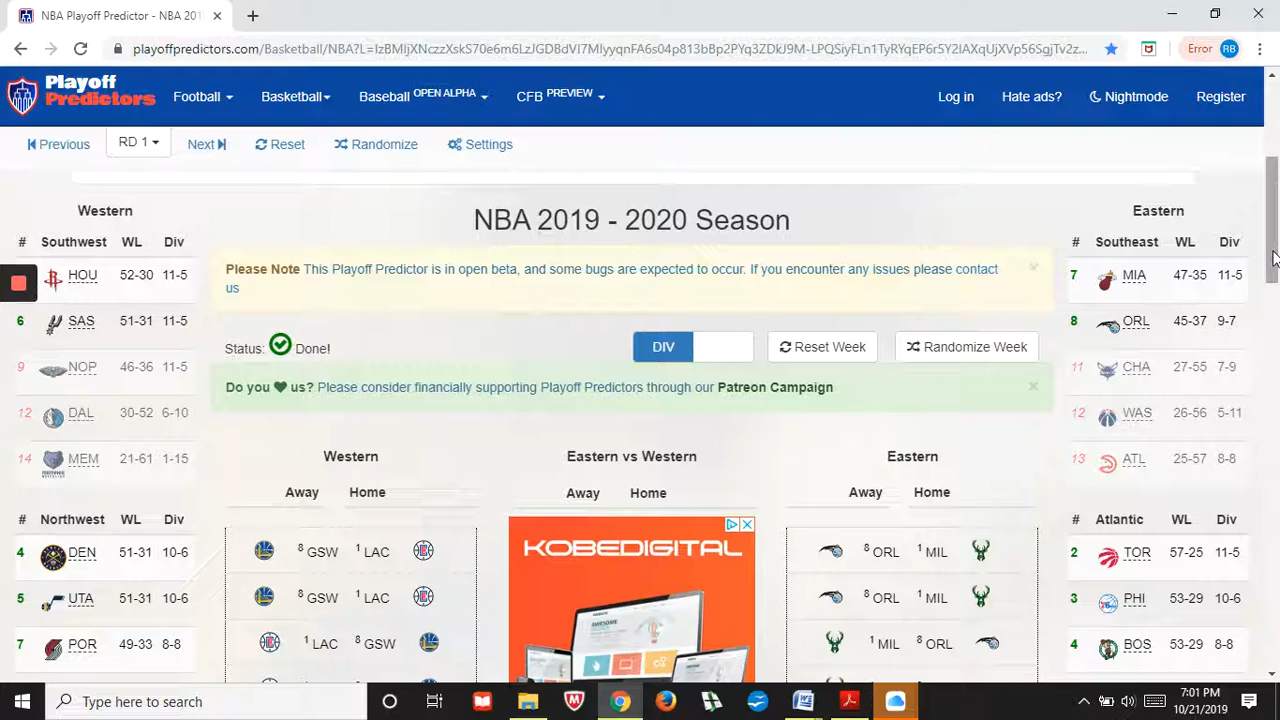 NBA Playoff Predictor - NBA 201
playoffpredictors.com/Basketball/NBA?L=
Error RB
Playoff Predictors Football Basketball Baseball OPEN ALPHA CFB PREVIEW Log in Hate ads? Nightmode Register
Previous RD 1 Next Reset Randomize Settings
NBA 2019 - 2020 Season
Western
# Southwest WL Div
HOU 52-30 11-5
6 SAS 51-31 11-5
9 NOP 46-36 11-5
12 DAL 30-52 6-10
14 MEM 21-61 1-15
# Northwest WL Div
4 DEN 51-31 10-6
5 UTA 51-31 10-6
7 POR 49-33 8-8
Please Note This Playoff Predictor is in open beta, and some bugs are expected to occur. If you encounter any issues please contact
us
Status: Done!
DIV Reset Week Randomize Week
Do you us? Please consider financially supporting Playoff Predictors through our Patreon Campaign
Western
Away Home
8 GSW 1 LAC
8 GSW 1 LAC
1 LAC 8 GSW
Eastern vs Western
Away Home
KOBEDIGITAL
Eastern
Away Home
8 ORL 1 MIL
8 ORL 1 MIL
1 MIL 8 ORL
Eastern
# Southeast WL Div
7 MIA 47-35 11-5
8 ORL 45-37 9-7
11 CHA 27-55 7-9
12 WAS 26-56 5-11
13 ATL 25-57 8-8
# Atlantic WL Div
2 TOR 57-25 11-5
3 PHI 53-29 10-6
4 BOS 53-29 8-8
Type here to search
7:01 PM
10/21/2019